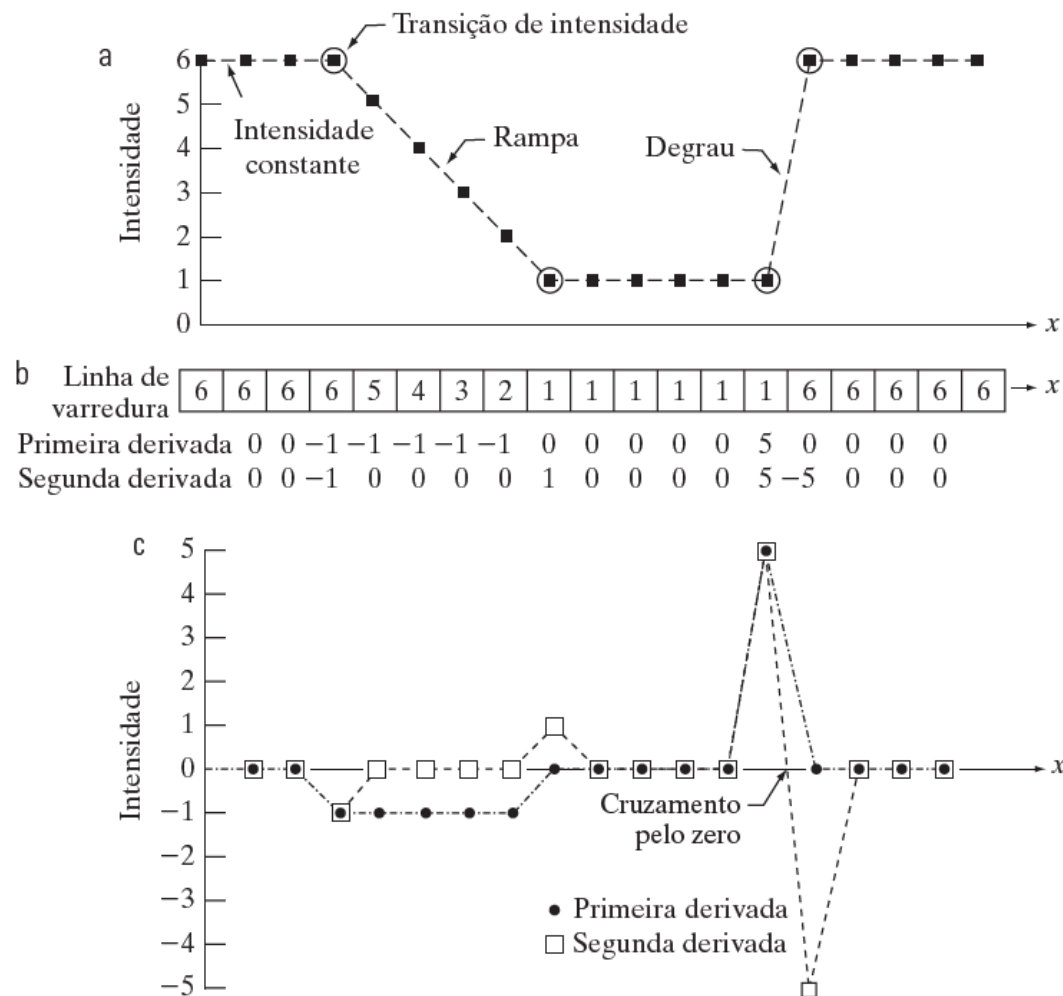 a
Transição de intensidade
6
5
4
3
2
1
0
Intensidade
Intensidade
constante
Rampa
Degrau
x
b
Linha de
varredura
6 6 6 6 5 4 3 2 1 1 1 1 1 1 6 6 6 6 6
x
Primeira derivada 0 0 −1 −1 −1 −1 −1 0 0 0 0 0 5 0 0 0 0
Segunda derivada 0 0 −1 0 0 0 0 1 0 0 0 0 5 −5 0 0 0
c
5
4
3
2
1
0
−1
−2
−3
−4
−5
Intensidade
x
Cruzamento
pelo zero
Primeira derivada
Segunda derivada